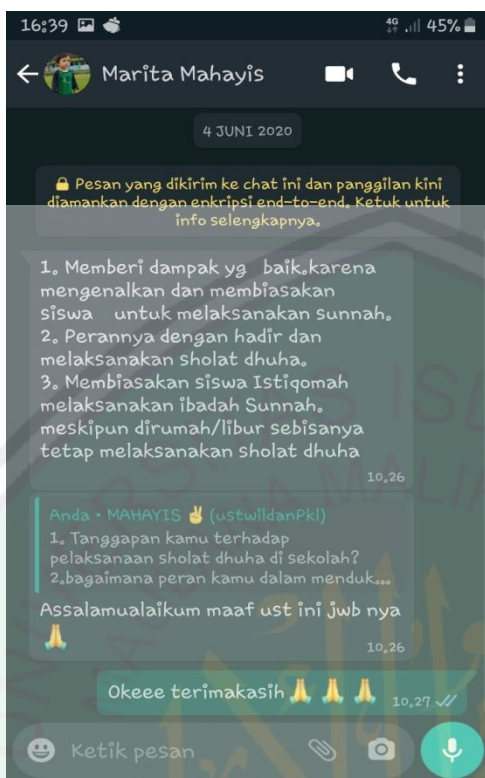 16:39
4G
45%
Marita Mahayis
4 JUNI 2020
Pesan yang dikirim ke chat ini dan panggilan kini
diamankan dengan enkripsi end-to-end. Ketuk untuk
info selengkapnya.
1. Memberi dampak yg baik.karena
mengenalkan dan membiasakan
siswa untuk melaksanakan sunnah.
2. Perannya dengan hadir dan
melaksanakan sholat dhuha.
3. Membiasakan siswa Istiqomah
melaksanakan ibadah Sunnah.
meskipun dirumah/libur sebisanya
tetap melaksanakan sholat dhuha
10.26
Anda • MAHAYIS ✌ (ustwildanPkl)
1. Tanggapan kamu terhadap
pelaksanaan sholat dhuha di sekolah?
2.bagaimana peran kamu dalam menduk...
Assalamualaikum maaf ust ini jwb nya
🙏
10.26
Okeee terimakasih 🙏 🙏 🙏 10.27
Ketik pesan